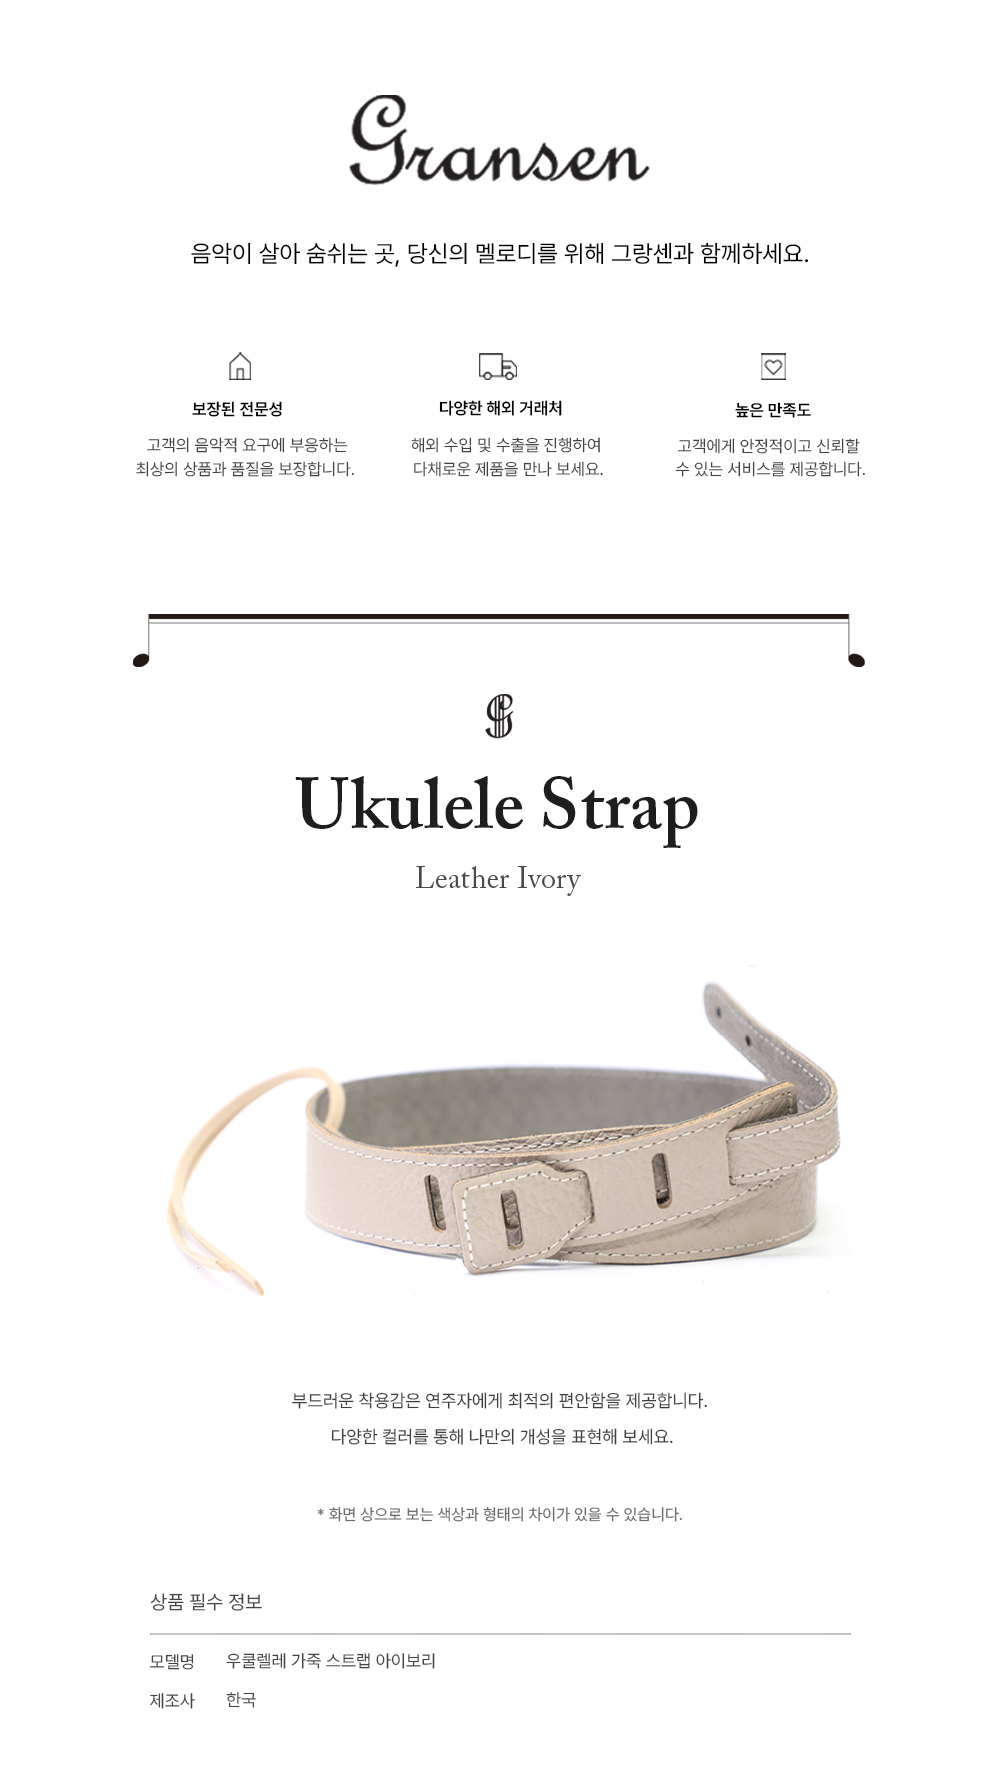 Gransen
음악이 살아 숨쉬는 곳, 당신의 멜로디를 위해 그랑센과 함께하세요.
보장된 전문성
고객의 음악적 요구에 부응하는
최상의 상품과 품질을 보장합니다.
다양한 해외 거래처
해외 수입 및 수출을 진행하여
다채로운 제품을 만나 보세요.
높은 만족도
고객에게 안정적이고 신뢰할
수 있는 서비스를 제공합니다.
Ukulele Strap
Leather Ivory
부드러운 착용감은 연주자에게 최적의 편안함을 제공합니다.
다양한 컬러를 통해 나만의 개성을 표현해 보세요.
* 화면 상으로 보는 색상과 형태의 차이가 있을 수 있습니다.
상품 필수 정보
모델명 우쿨렐레 가죽 스트랩 아이보리
제조사 한국